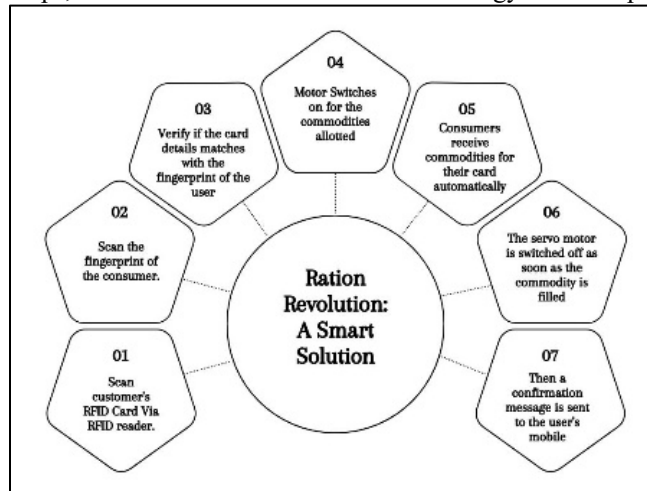 01
Scan
customer's
RFID Card Via
RFID reader.
02
Scan the
fingerprint of
the consumer.
03
Verify if the card
details matches
with the
fingerprint of the
user
04
Motor Switches
on for the
commodities
allotted
05
Consumers
receive
commodities for
their card
automatically
06
The servo motor
is switched off as
soon as the
commodity is
filled
07
Then a
confirmation
message is sent
to the user's
mobile
Ration
Revolution:
A Smart
Solution